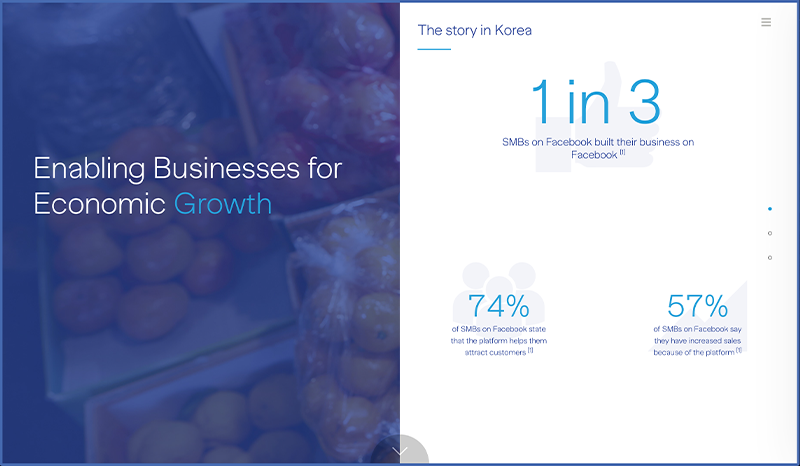 Enabling Businesses for
Economic Growth
The story in Korea
1 in 3
SMBs on Facebook built their business on
Facebook [1]
74%
of SMBs on Facebook state
that the platform helps them
attract customers [1]
57%
of SMBs on Facebook say
they have increased sales
because of the platform [1]